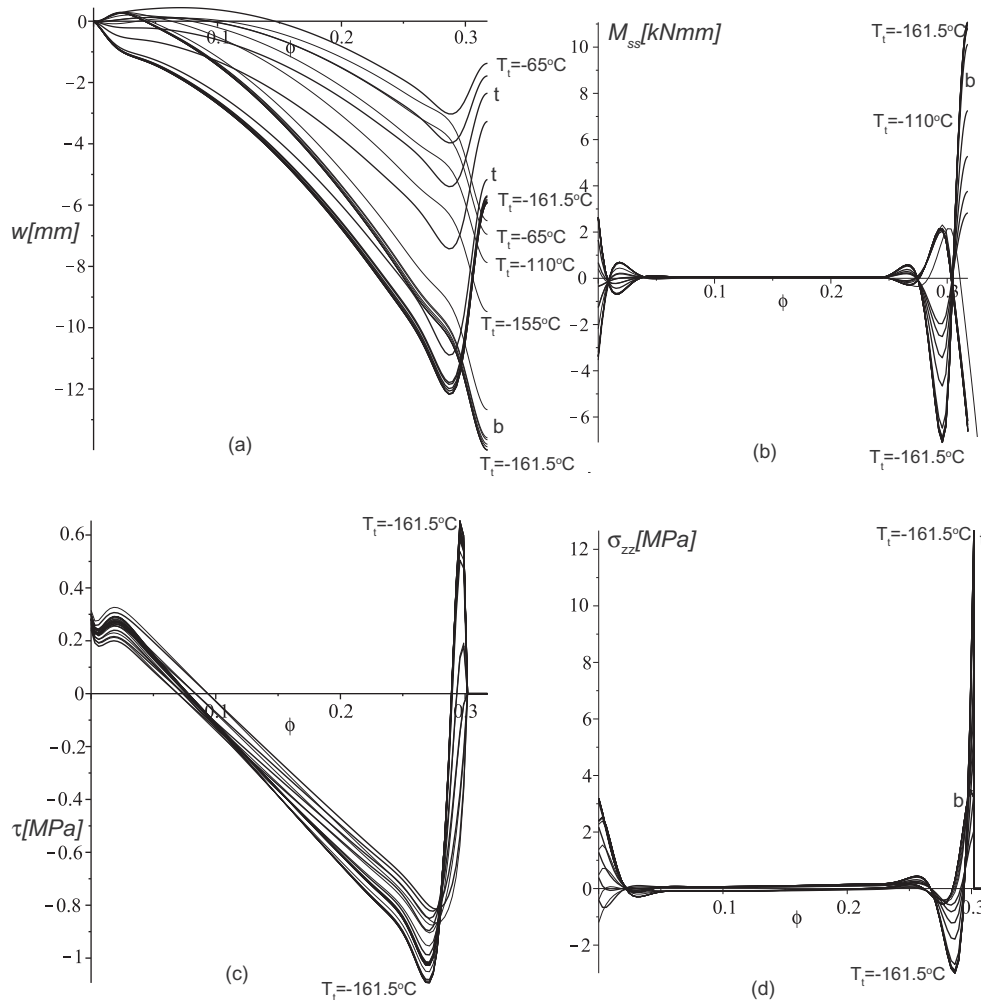 0
0.1
ϕ
0.2
0.3
-2
-4
-6
w[mm]
-8
-10
-12
T_t=-65°C
t
t
T_t=-161.5°C
T_t=-65°C
T_t=-110°C
T_t=-155°C
b
T_t=-161.5°C
(a)
M_ss[kNmm]
T_t=-161.5°C
10
b
8
T_t=-110°C
6
4
2
0
0.1
ϕ
0.2
0.3
-2
-4
-6
T_t=-161.5°C
(b)
0.6
T_t=-161.5°C
0.4
0.2
0
0.1
ϕ
0.2
0.3
-0.2
-0.4
τ[MPa]
-0.6
-0.8
-1
T_t=-161.5°C
(c)
12
σ_zz[MPa]
T_t=-161.5°C
10
8
6
4
b
2
0
0.1
ϕ
0.2
0.3
-2
T_t=-161.5°C
(d)